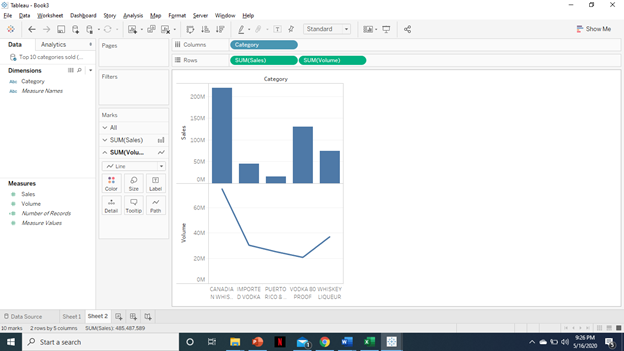 Tableau - Book3
File Data Worksheet Dashboard Story Analysis Map Format Server Window Help
Standard
Show Me
Data Analytics
Top 10 categories sold (...
Dimensions
Abc Category
Abc Measure Names
Measures
Sales
Volume
Number of Records
Measure Values
Pages
Filters
Marks
All
SUM(Sales)
SUM(Volu...
Line
Color Size Label
Detail Tooltip Path
Columns Category
Rows SUM(Sales) SUM(Volume)
Category
Sales
200M
150M
100M
50M
0M
Volume
60M
40M
20M
0M
CANADIA IMPORTE PUERTO VODKA 80 WHISKEY
N WHIS... D VODKA RICO &... PROOF LIQUEUR
Data Source Sheet 1 Sheet 2
10 marks 2 rows by 5 columns SUM(Sales): 485,487,589
Start a search
9:26 PM
5/16/2020